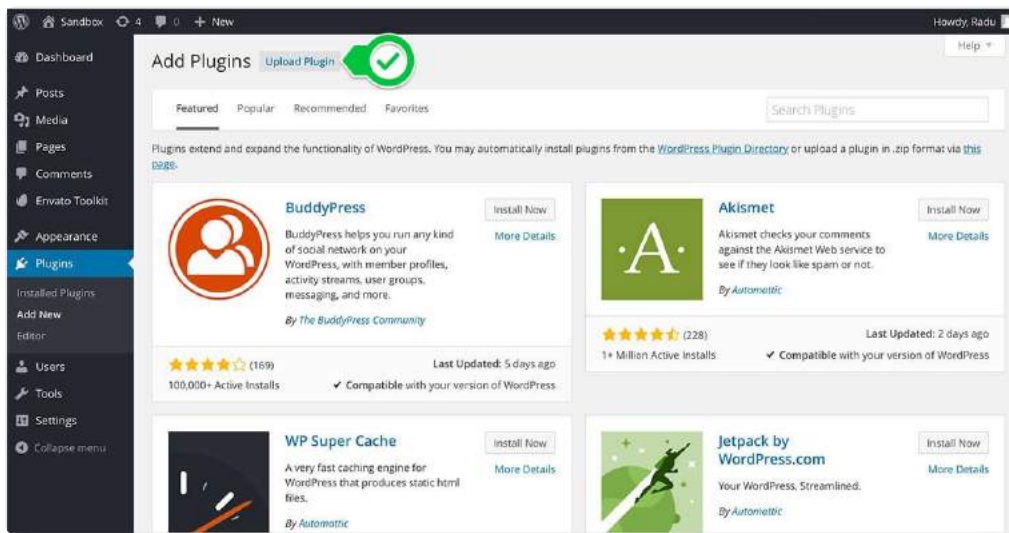 Sandbox 4 0 + New Howdy, Radu
Help
Dashboard
Posts
Media
Pages
Comments
Envato Toolkit
Appearance
Plugins
Installed Plugins
Add New
Editor
Users
Tools
Settings
Collapse menu
Add Plugins Upload Plugin
Featured Popular Recommended Favorites Search Plugins
Plugins extend and expand the functionality of WordPress. You may automatically install plugins from the WordPress Plugin Directory or upload a plugin in .zip format via this
page.
BuddyPress
Install Now
More Details
BuddyPress helps you run any kind
of social network on your
WordPress, with member profiles,
activity streams, user groups,
messaging, and more.
By The BuddyPress Community
(169)
Last Updated: 5 days ago
100,000+ Active Installs
✔ Compatible with your version of WordPress
·A·
Akismet
Install Now
More Details
Akismet checks your comments
against the Akismet Web service to
see if they look like spam or not.
By Automattic
(228)
Last Updated: 2 days ago
1+ Million Active Installs
✔ Compatible with your version of WordPress
WP Super Cache
Install Now
More Details
A very fast caching engine for
WordPress that produces static html
files.
By Automattic
Jetpack by
WordPress.com
Install Now
More Details
Your WordPress, Streamlined.
By Automattic